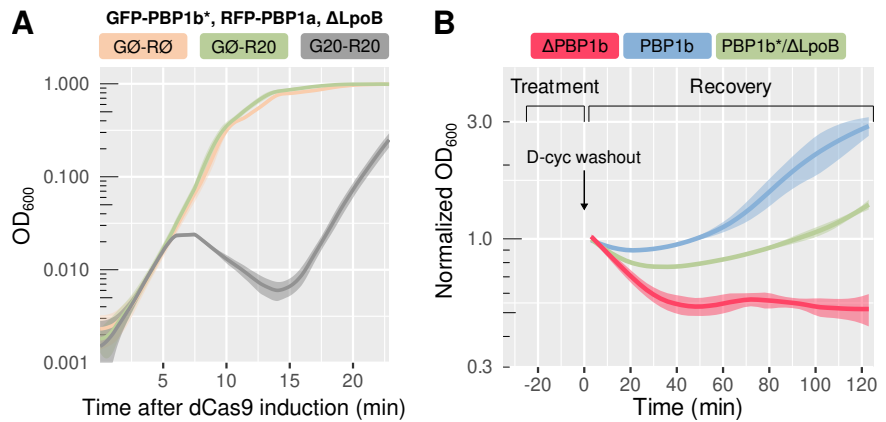 A
GFP-PBP1b*, RFP-PBP1a, ΔLpoB
GØ-RØ GØ-R20 G20-R20
1.000
0.100
0.010
0.001
OD600
5 10 15 20
Time after dCas9 induction (min)
B
ΔPBP1b PBP1b PBP1b*/ΔLpoB
Treatment Recovery
D-cyc washout
3.0
1.0
0.3
Normalized OD600
-20 0 20 40 60 80 100 120
Time (min)